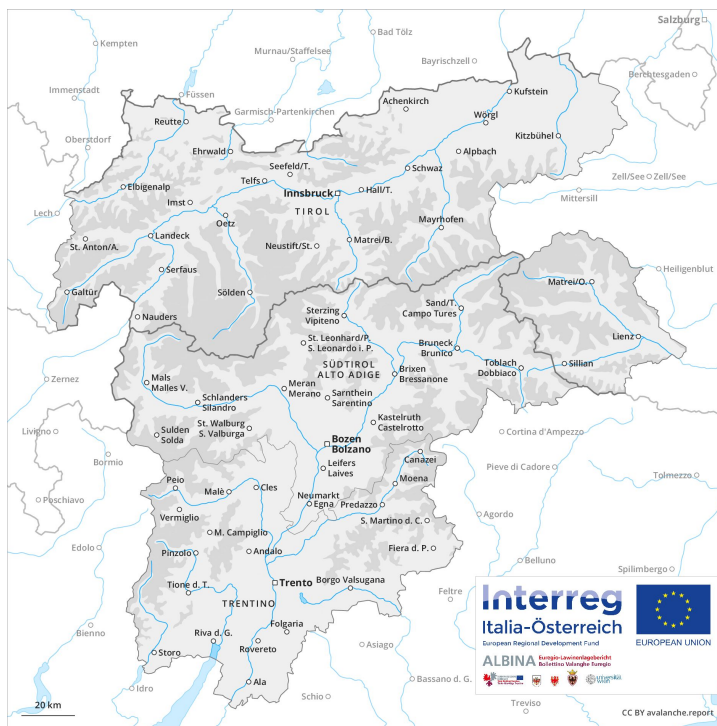 Salzburg
Kempten
Bad Tölz
Murnau/Staffelsee
Bayrischzell
Berchtesgaden
Immenstadt
Füssen
Kufstein
Achenkirch
Garmisch-Partenkirchen
Wörgl
Reutte
Kitzbühel
Oberstdorf
Ehrwald
Alpbach
Seefeld/T.
Schwaz
Telfs
Zell/See
Zell/See
Elbigenalp
Innsbruck
Hall/T.
Mittersill
Imst
TIROL
Lech
Oetz
Mayrhofen
Landeck
St. Anton/A.
Neustift/St.
Matrei/B.
Serfaus
Heiligenblut
Matrei/O.
Galtür
Sölden
Sand/T.
Campo Tures
Nauders
Sterzing
Vipiteno
Lienz
St. Leonhard/P.
S. Leonardo i. P.
Bruneck
Brunico
SÜDTIROL
ALTO ADIGE
Toblach
Dobbiaco
Sillian
Brixen
Bressanone
Zernez
Mals
Malles V.
Meran
Merano
Sarnthein
Sarentino
Schlanders
Silandro
Kastelruth
Castelrotto
St. Walburg
S. Valburga
Livigno
Sulden
Solda
Cortina d'Ampezzo
Bozen
Bolzano
Bormio
Canazei
Leifers
Laives
Pieve di Cadore
Tolmezzo
Peio
Moena
Malè
Cles
Neumarkt
Egna
Predazzo
Poschiavo
Vermiglio
Agordo
S. Martino d. C.
M. Campiglio
Edolo
Pinzolo
Andalo
Fiera d. P.
Belluno
Spilimbergo
Tione d. T.
Trento
Borgo Valsugana
Feltre
TRENTINO
Folgaria
Bienno
Riva d. G.
Rovereto
Storo
Asiago
Ala
Bassano d. G.
Idro
Schio
Treviso
20 km
Interreg
Italia-Österreich
European Regional Development Fund
EUROPEAN UNION
ALBINA
Euregio-Lawinenlagebericht
Bollettino Valanghe Euregio
universität
wien
CC BY avalanche.report